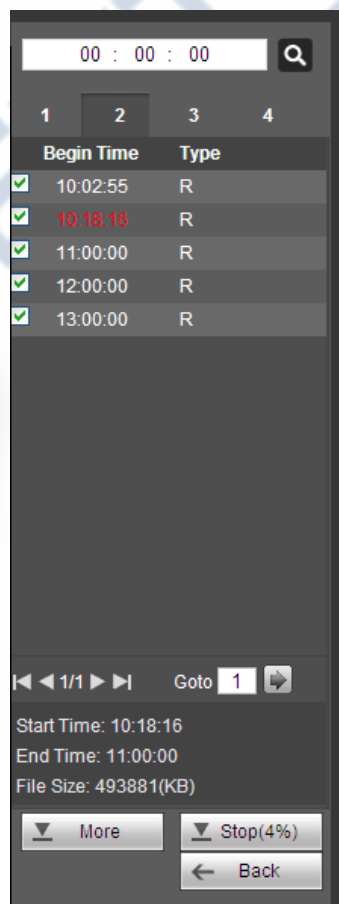 00 : 00 : 00
1 2 3 4
Begin Time Type
10:02:55 R
10:18:16 R
11:00:00 R
12:00:00 R
13:00:00 R
1/1 Goto 1
Start Time: 10:18:16
End Time: 11:00:00
File Size: 493881(KB)
More Stop(4%)
Back